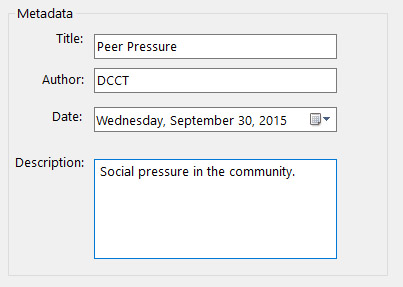 Metadata
Title: Peer Pressure
Author: DCCT
Date: Wednesday, September 30, 2015
Description: Social pressure in the community.